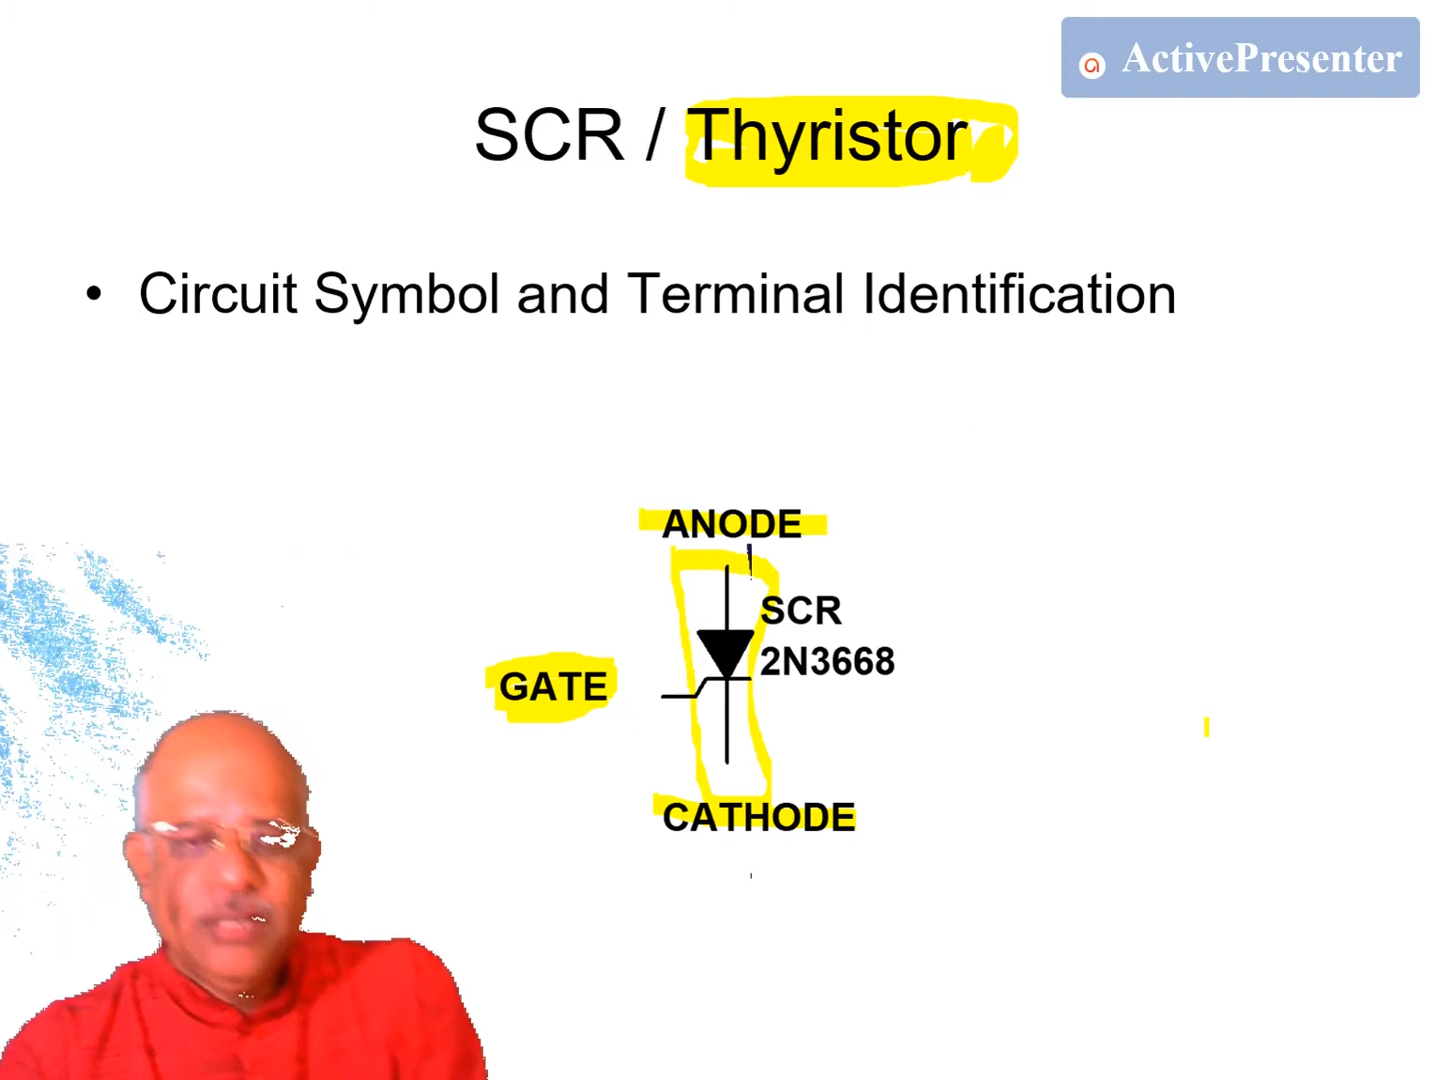 ActivePresenter
SCR / Thyristor
• Circuit Symbol and Terminal Identification
ANODE
SCR
2N3668
GATE
CATHODE